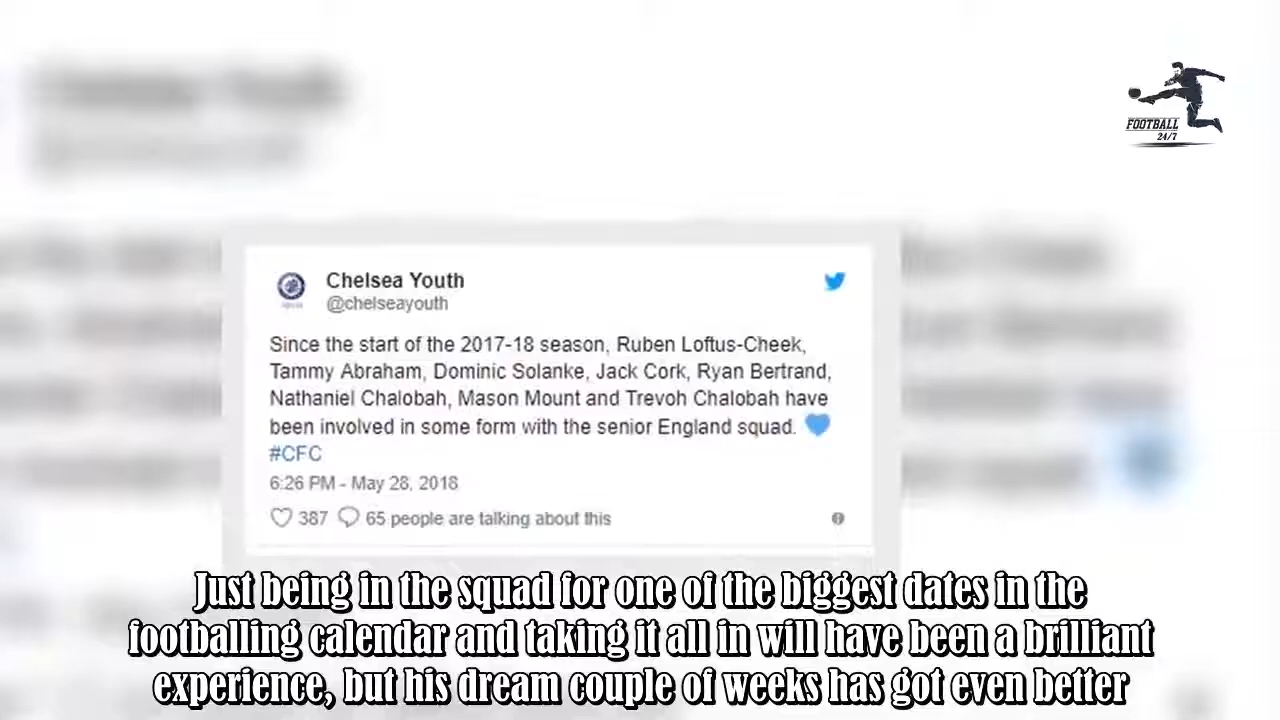 FOOTBALL
24/7
Chelsea Youth
@chelseayouth
Since the start of the 2017-18 season, Ruben Loftus-Cheek,
Tammy Abraham, Dominic Solanke, Jack Cork, Ryan Bertrand,
Nathaniel Chalobah, Mason Mount and Trevoh Chalobah have
been involved in some form with the senior England squad. 💙
#CFC
6:26 PM - May 28, 2018
387 65 people are talking about this
Just being in the squad for one of the biggest dates in the
footballing calendar and taking it all in will have been a brilliant
experience, but his dream couple of weeks has got even better